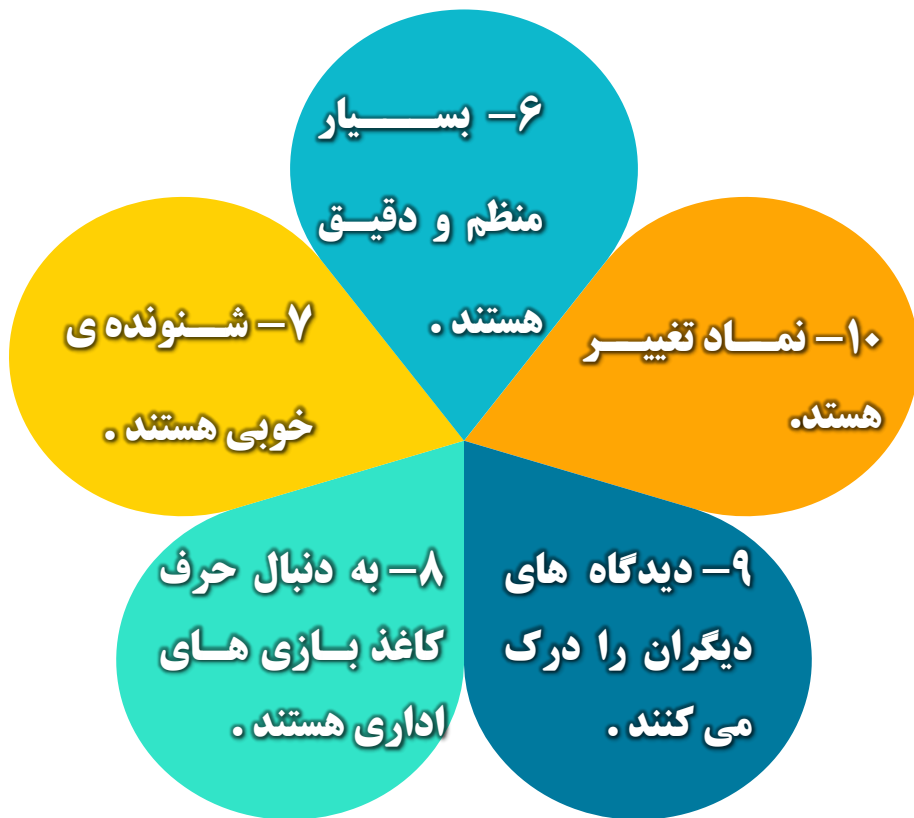 ۶- بسیار
منظم و دقیق
هستند .
۷- شنونده ی
خوبی هستند .
۸- به دنبال حرف
کاغذ بازی های
اداری هستند .
۹- دیدگاه های
دیگران را درک
می کنند .
۱۰- نماد تغییر
هستد.